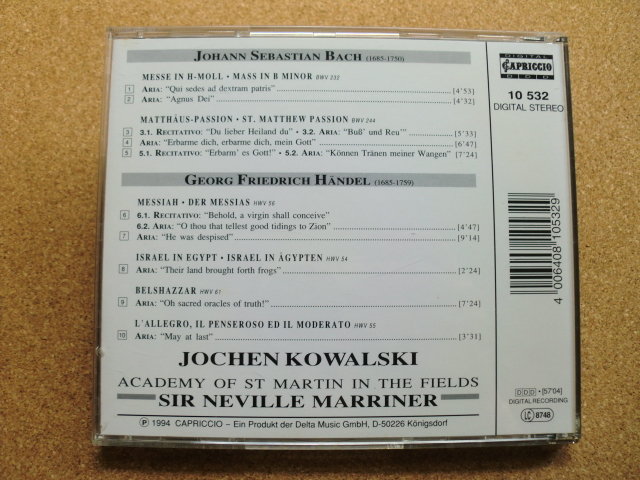 JOHANN SEBASTIAN BACH (1685-1750)
MESSE IN H-MOLL · MASS IN B MINOR BWV 232
1 ARIA: "Qui sedes ad dextram patris" [4'53]
2 ARIA: "Agnus Dei" [4'32]
MATTHÄUS-PASSION · ST. MATTHEW PASSION BWV 244
3 3.1. RECITATIVO: "Du lieber Heiland du" · 3.2. ARIA: "Buß' und Reu'" [5'33]
4 ARIA: "Erbarme dich, erbarme dich, mein Gott" [6'47]
5 5.1. RECITATIVO: "Erbarm' es Gott!" · 5.2. ARIA: "Können Tränen meiner Wangen" [7'24]
GEORG FRIEDRICH HÄNDEL (1685-1759)
MESSIAH · DER MESSIAS HWV 56
6 6.1. RECITATIVO: "Behold, a virgin shall conceive"
6.2. ARIA: "O thou that tellest good tidings to Zion" [4'47]
7 ARIA: "He was despised" [9'14]
ISRAEL IN EGYPT · ISRAEL IN ÄGYPTEN HWV 54
8 ARIA: "Their land brought forth frogs" [2'24]
BELSHAZZAR HWV 61
9 ARIA: "Oh sacred oracles of truth!" [7'24]
L'ALLEGRO, IL PENSEROSO ED IL MODERATO HWV 55
10 ARIA: "May at last" [3'31]
JOCHEN KOWALSKI
ACADEMY OF ST MARTIN IN THE FIELDS
SIR NEVILLE MARRINER
Ⓟ 1994 CAPRICCIO – Ein Produkt der Delta Music GmbH, D-50226 Königsdorf
DIGITAL
CAPRICCIO
10 532
DIGITAL STEREO
4 006408 105329
DDD · [57'04]
DIGITAL RECORDING
LC 8748